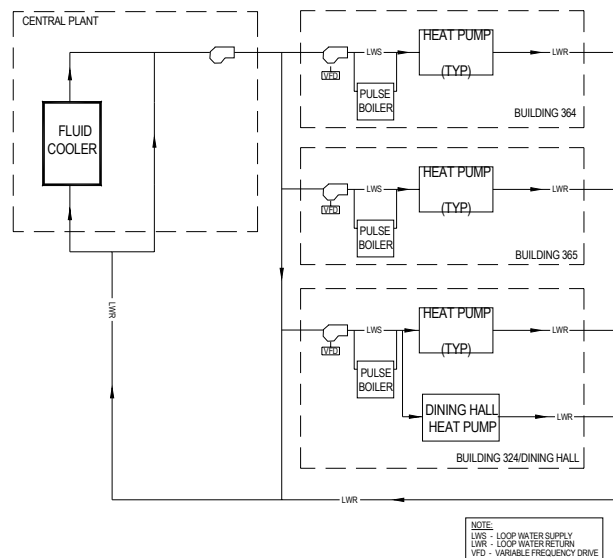 CENTRAL PLANT
FLUID
COOLER
LWR
VFD
LWS
PULSE
BOILER
HEAT PUMP
(TYP)
LWR
BUILDING 364
VFD
LWS
PULSE
BOILER
HEAT PUMP
(TYP)
LWR
BUILDING 365
VFD
LWS
PULSE
BOILER
HEAT PUMP
(TYP)
LWR
DINING HALL
HEAT PUMP
LWR
BUILDING 324/DINING HALL
LWR
NOTE:
LWS - LOOP WATER SUPPLY
LWR - LOOP WATER RETURN
VFD - VARIABLE FREQUENCY DRIVE